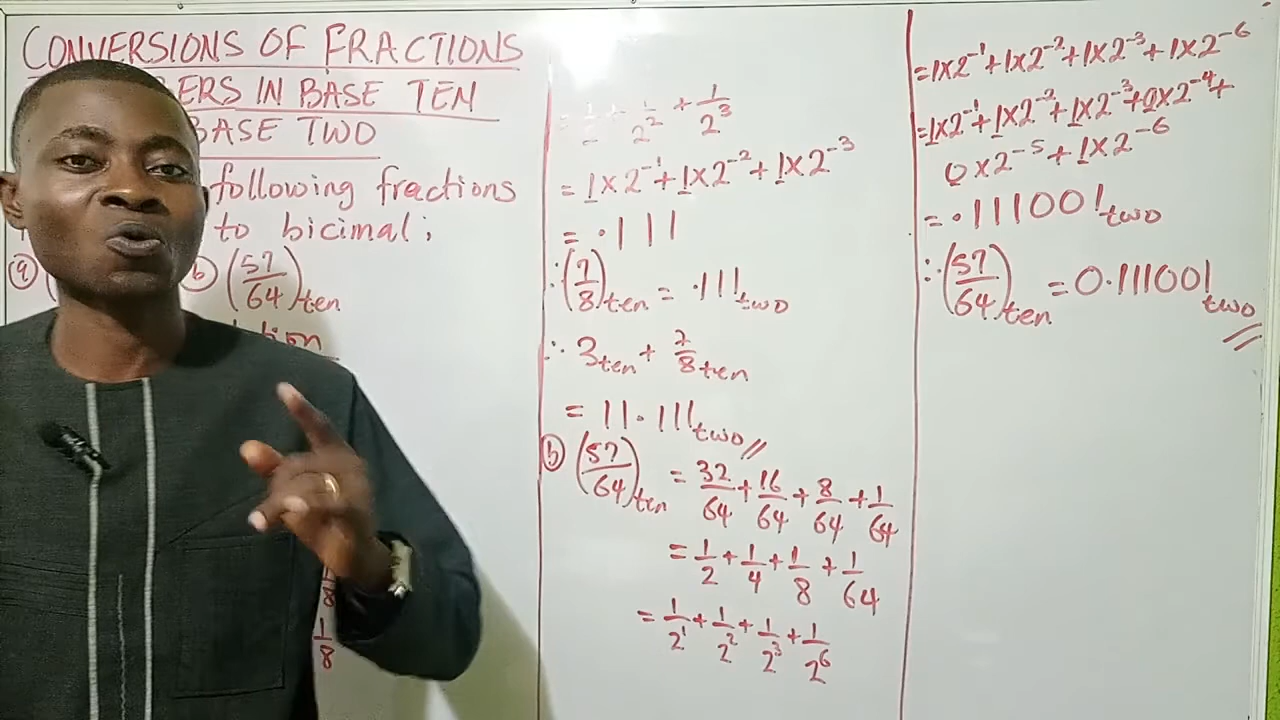 CONVERSIONS OF FRACTIONS
BERS IN BASE TEN
BASE TWO
following fractions
to bicimal;
ⓐ ⓑ (57/64)ten
tion
1/8
+ 1/2² + 1/2³
= 1×2⁻¹+1×2⁻²+1×2⁻³
= .111
∴(7/8)ten = .111two
∴ 3ten + 7/8ten
= 11.111two//
ⓑ (57/64)ten = 32/64 + 16/64 + 8/64 + 1/64
= 1/2 + 1/4 + 1/8 + 1/64
= 1/2¹ + 1/2² + 1/2³ + 1/2⁶
=1×2⁻¹+1×2⁻²+1×2⁻³+1×2⁻⁶
=1×2⁻¹+1×2⁻²+1×2⁻³+0×2⁻⁴+
0×2⁻⁵+1×2⁻⁶
= .111001two
∴(57/64)ten = 0.111001two//